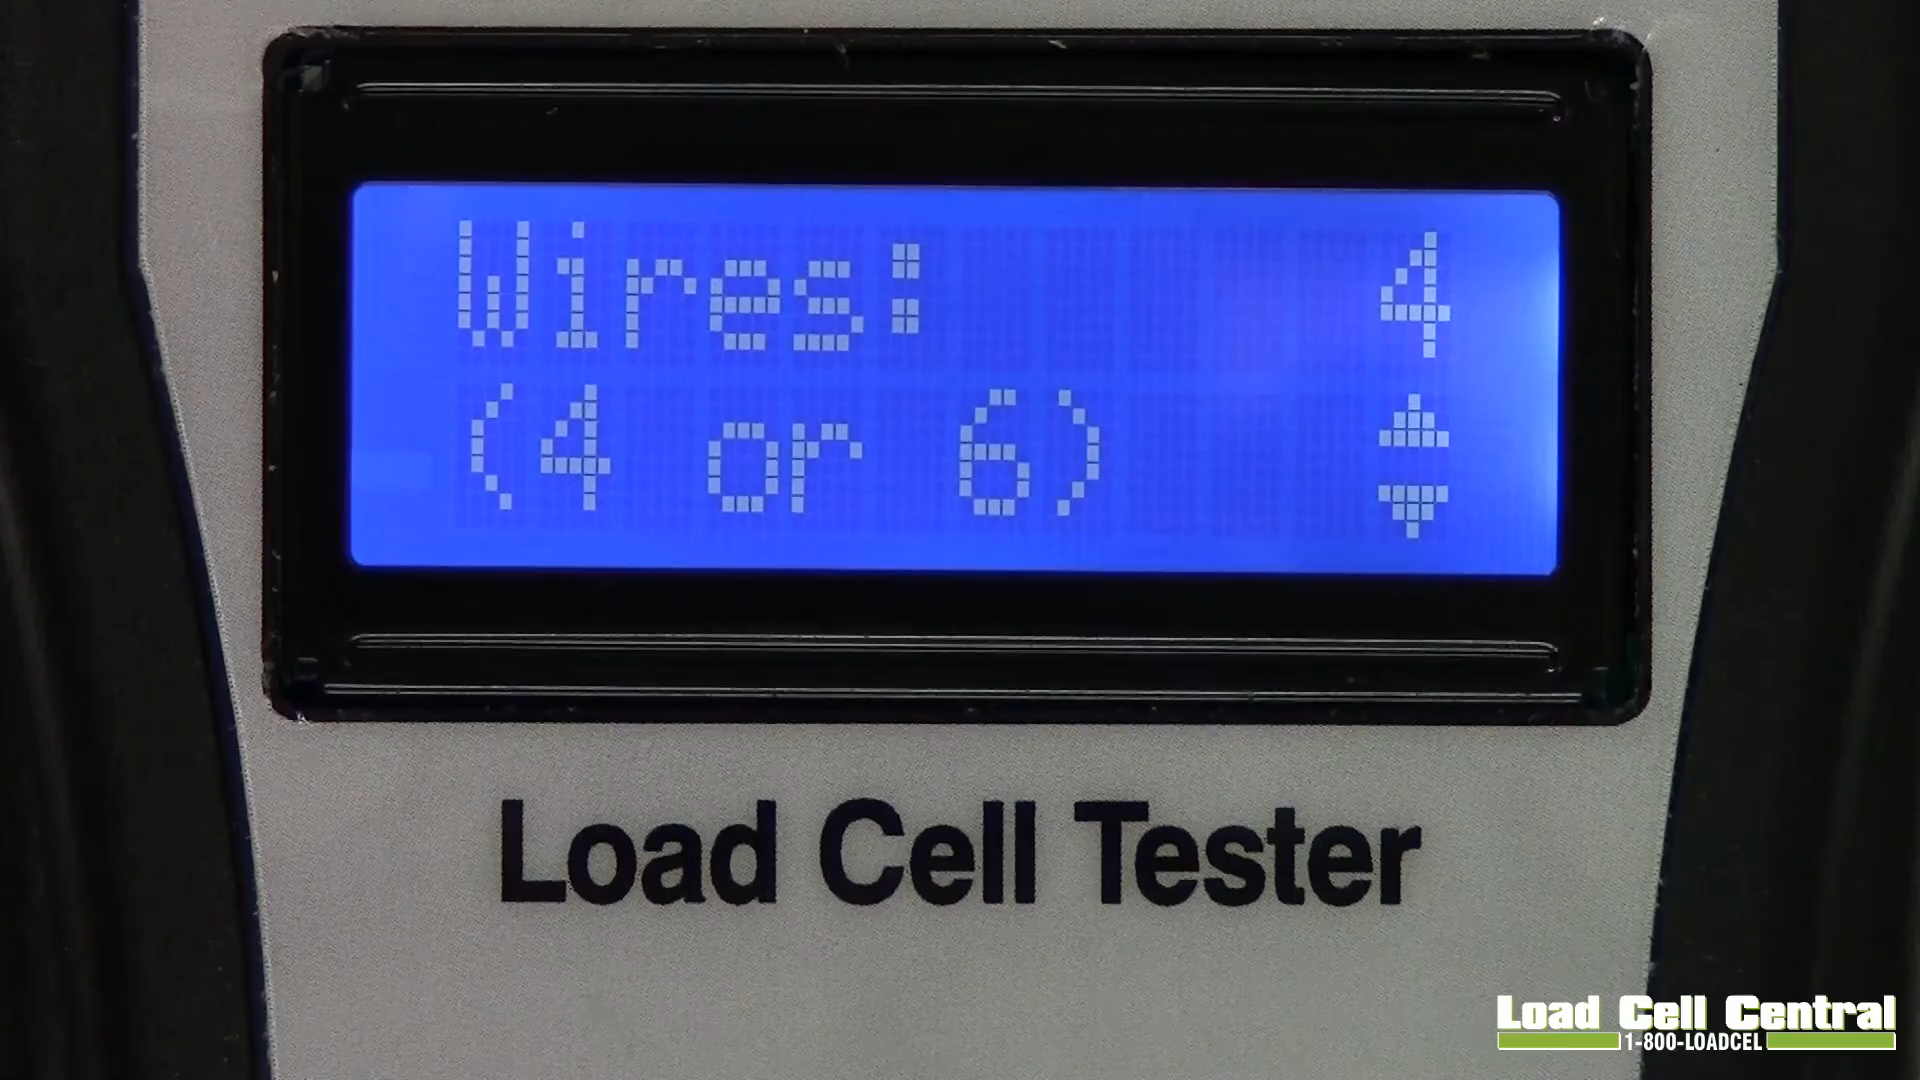 Wires: 4
(4 or 6)
Load Cell Tester
Load Cell Central
1-800-LOADCEL